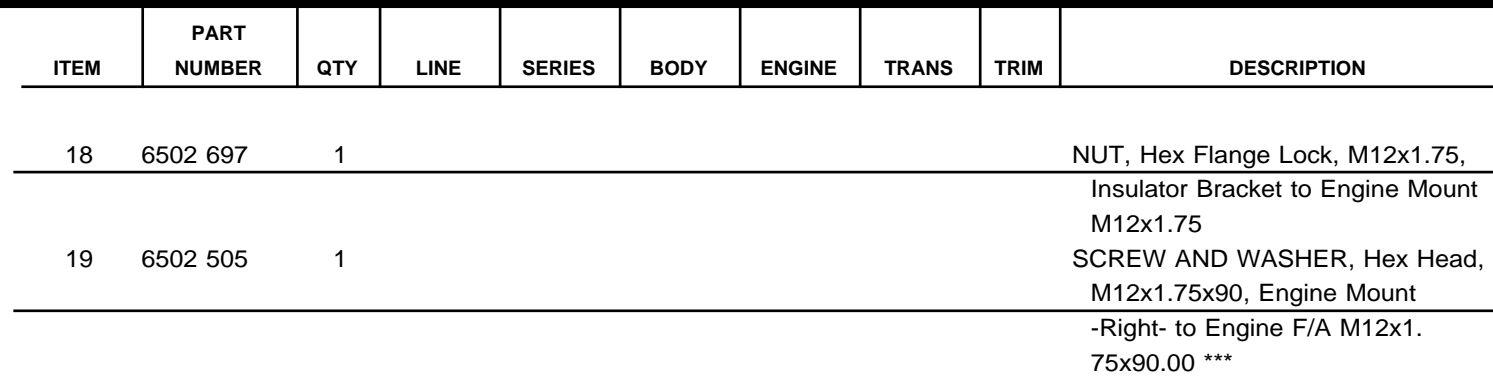 PART
ITEM NUMBER QTY LINE SERIES BODY ENGINE TRANS TRIM DESCRIPTION
18 6502 697 1 NUT, Hex Flange Lock, M12x1.75,
Insulator Bracket to Engine Mount
M12x1.75
19 6502 505 1 SCREW AND WASHER, Hex Head,
M12x1.75x90, Engine Mount
-Right- to Engine F/A M12x1.
75x90.00 ***